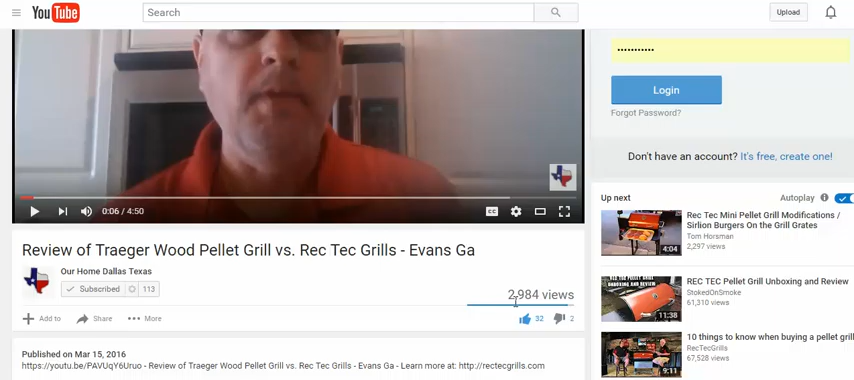 YouTube
Search
Upload
•••••••••••
Login
Forgot Password?
Don't have an account? It's free, create one!
0:06 / 4:50
CC
Up next
Autoplay
Rec Tec Mini Pellet Grill Modifications /
Sirlion Burgers On the Grill Grates
Tom Horsman
2,297 views
4:04
Review of Traeger Wood Pellet Grill vs. Rec Tec Grills - Evans Ga
Our Home Dallas Texas
Subscribed 113
2,984 views
Add to Share More
32 2
REC TEC Pellet Grill Unboxing and Review
StokedOnSmoke
61,310 views
11:38
10 things to know when buying a pellet grill
RecTecGrills
67,528 views
9:11
Published on Mar 15, 2016
https://youtu.be/PAVUqY6Uruo - Review of Traeger Wood Pellet Grill vs. Rec Tec Grills - Evans Ga - Learn more at: http://rectecgrills.com